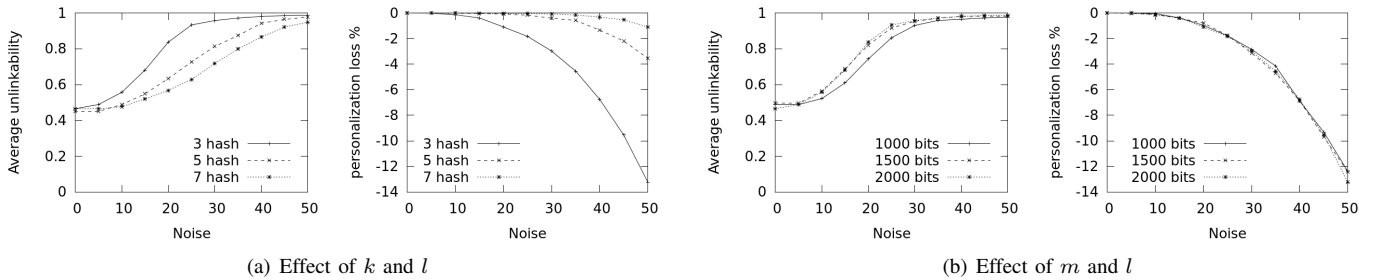 Average unlinkability
1
0.8
0.6
0.4
0.2
0
3 hash
5 hash
7 hash
0 10 20 30 40 50
Noise
personalization loss %
0
-2
-4
-6
-8
-10
-12
-14
3 hash
5 hash
7 hash
0 10 20 30 40 50
Noise
(a) Effect of k and l
Average unlinkability
1
0.8
0.6
0.4
0.2
0
1000 bits
1500 bits
2000 bits
0 10 20 30 40 50
Noise
personalization loss %
0
-2
-4
-6
-8
-10
-12
-14
1000 bits
1500 bits
2000 bits
0 10 20 30 40 50
Noise
(b) Effect of m and l